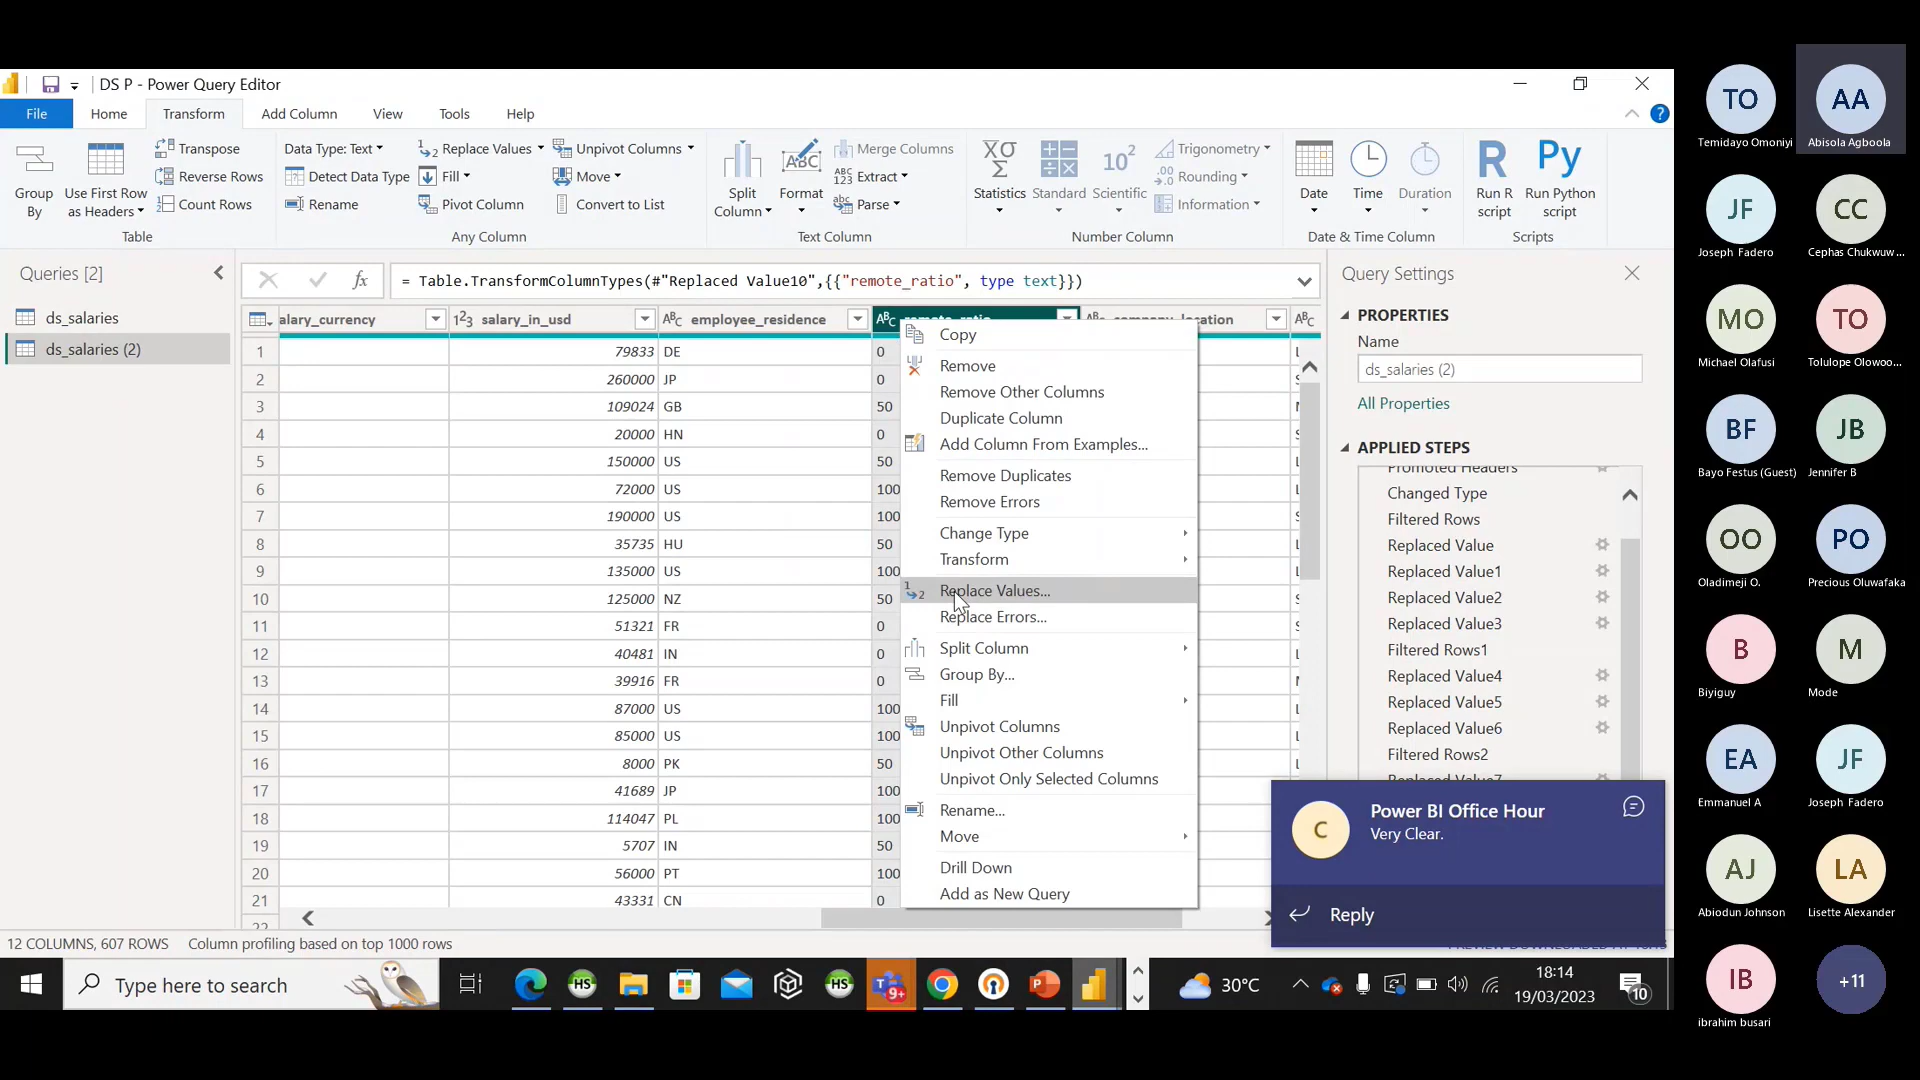 DS P - Power Query Editor
File
Home
Transform
Add Column
View
Tools
Help
Group By
Use First Row as Headers
Transpose
Reverse Rows
Count Rows
Table
Data Type: Text
Detect Data Type
Rename
Replace Values
Fill
Pivot Column
Unpivot Columns
Move
Convert to List
Any Column
Split Column
Format
Merge Columns
Extract
Parse
Text Column
Statistics
Standard
Scientific
Trigonometry
Rounding
Information
Number Column
Date
Time
Duration
Date & Time Column
Run R script
Run Python script
Scripts
Queries [2]
ds_salaries
ds_salaries (2)
= Table.TransformColumnTypes(#"Replaced Value10",{{"remote_ratio", type text}})
alary_currency
salary_in_usd
employee_residence
remote_ratio
company_location
1 79833 DE 0
2 260000 JP 0
3 109024 GB 50
4 20000 HN 0
5 150000 US 50
6 72000 US 100
7 190000 US 100
8 35735 HU 50
9 135000 US 100
10 125000 NZ 50
11 51321 FR 0
12 40481 IN 0
13 39916 FR 0
14 87000 US 100
15 85000 US 100
16 8000 PK 50
17 41689 JP 100
18 114047 PL 100
19 5707 IN 50
20 56000 PT 100
21 43331 CN 0
22
Copy
Remove
Remove Other Columns
Duplicate Column
Add Column From Examples...
Remove Duplicates
Remove Errors
Change Type
Transform
Replace Values...
Replace Errors...
Split Column
Group By...
Fill
Unpivot Columns
Unpivot Other Columns
Unpivot Only Selected Columns
Rename...
Move
Drill Down
Add as New Query
Query Settings
PROPERTIES
Name
ds_salaries (2)
All Properties
APPLIED STEPS
Promoted Headers
Changed Type
Filtered Rows
Replaced Value
Replaced Value1
Replaced Value2
Replaced Value3
Filtered Rows1
Replaced Value4
Replaced Value5
Replaced Value6
Filtered Rows2
Replaced Value7
C
Power BI Office Hour
Very Clear.
Reply
12 COLUMNS, 607 ROWS
Column profiling based on top 1000 rows
Type here to search
30°C
18:14
19/03/2023
10
TO
Temidayo Omoniyi
AA
Abisola Agboola
JF
Joseph Fadero
CC
Cephas Chukwuw ...
MO
Michael Olafusi
TO
Tolulope Olowoo...
BF
Bayo Festus (Guest)
JB
Jennifer B
OO
Oladimeji O.
PO
Precious Oluwafaka
B
Biyiguy
M
Mode
EA
Emmanuel A
JF
Joseph Fadero
AJ
Abiodun Johnson
LA
Lisette Alexander
IB
ibrahim busari
+11